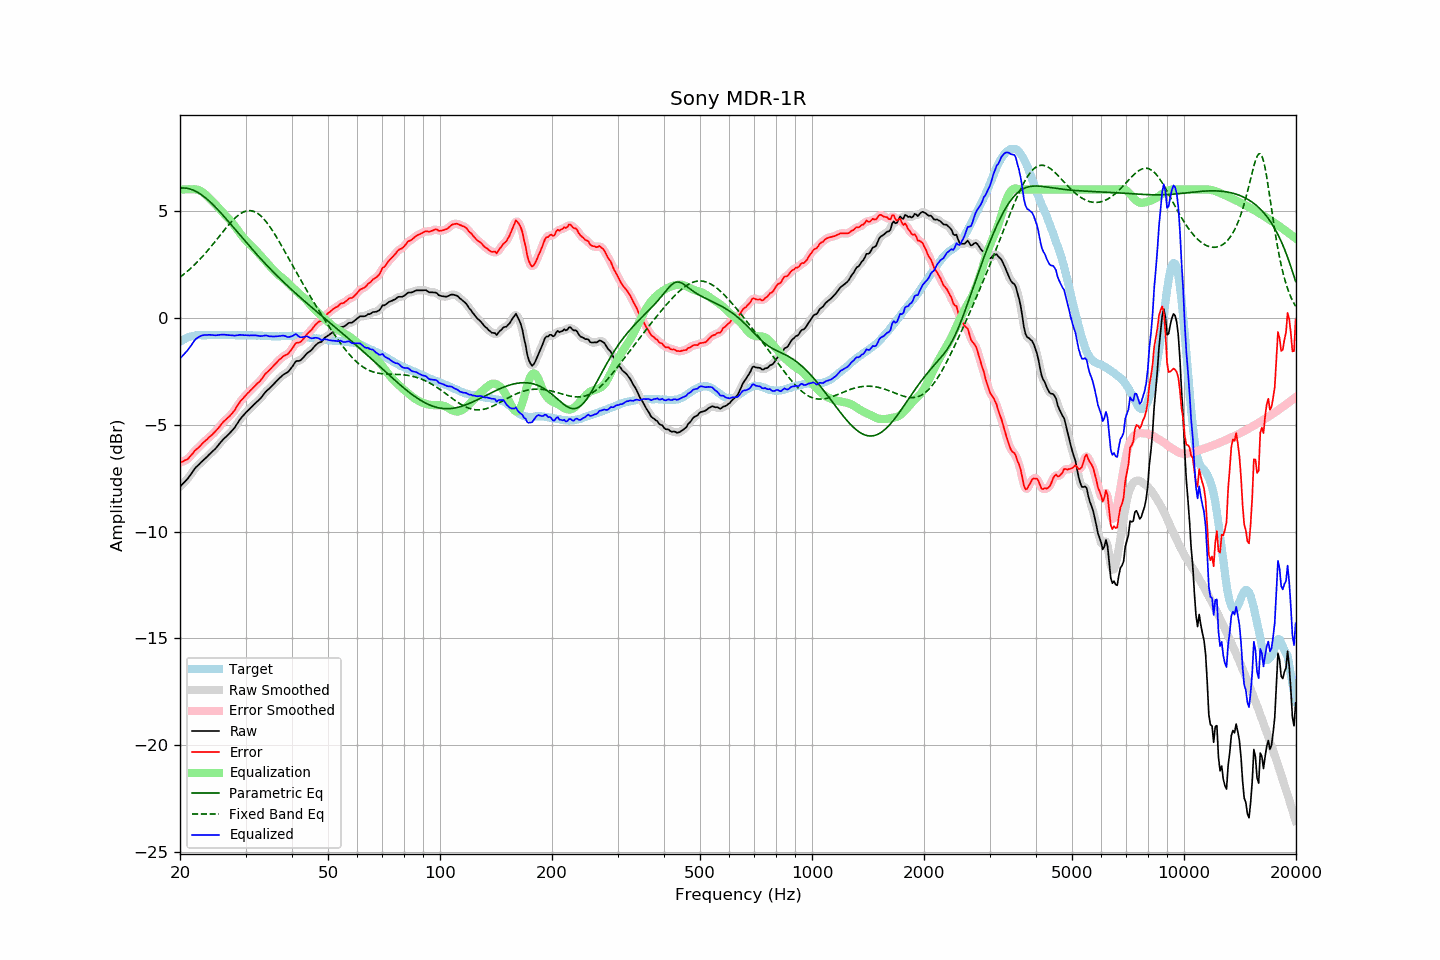 Sony MDR-1R
Amplitude (dBr)
5
0
−5
−10
−15
−20
−25
Target
Raw Smoothed
Error Smoothed
Raw
Error
Equalization
Parametric Eq
Fixed Band Eq
Equalized
20 50 100 200 500 1000 2000 5000 10000 20000
Frequency (Hz)